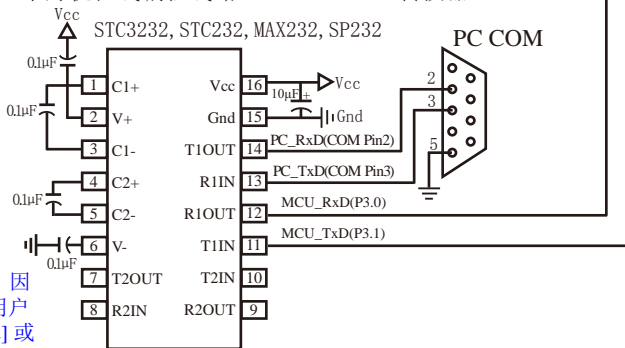 Vcc
STC3232, STC232, MAX232, SP232
PC COM
0.1μF
1 C1+
Vcc 16
Vcc
10μF +
0.1μF
2 V+
Gnd 15
Gnd
3 C1-
T1OUT 14
PC_RxD(COM Pin2)
2
3
5
4 C2+
R1IN 13
PC_TxD(COM Pin3)
0.1μF
5 C2-
R1OUT 12
MCU_RxD(P3.0)
6 V-
T1IN 11
MCU_TxD(P3.1)
0.1μF
7 T2OUT
T2IN 10
8 R2IN
R2OUT 9
因
用户
] 或